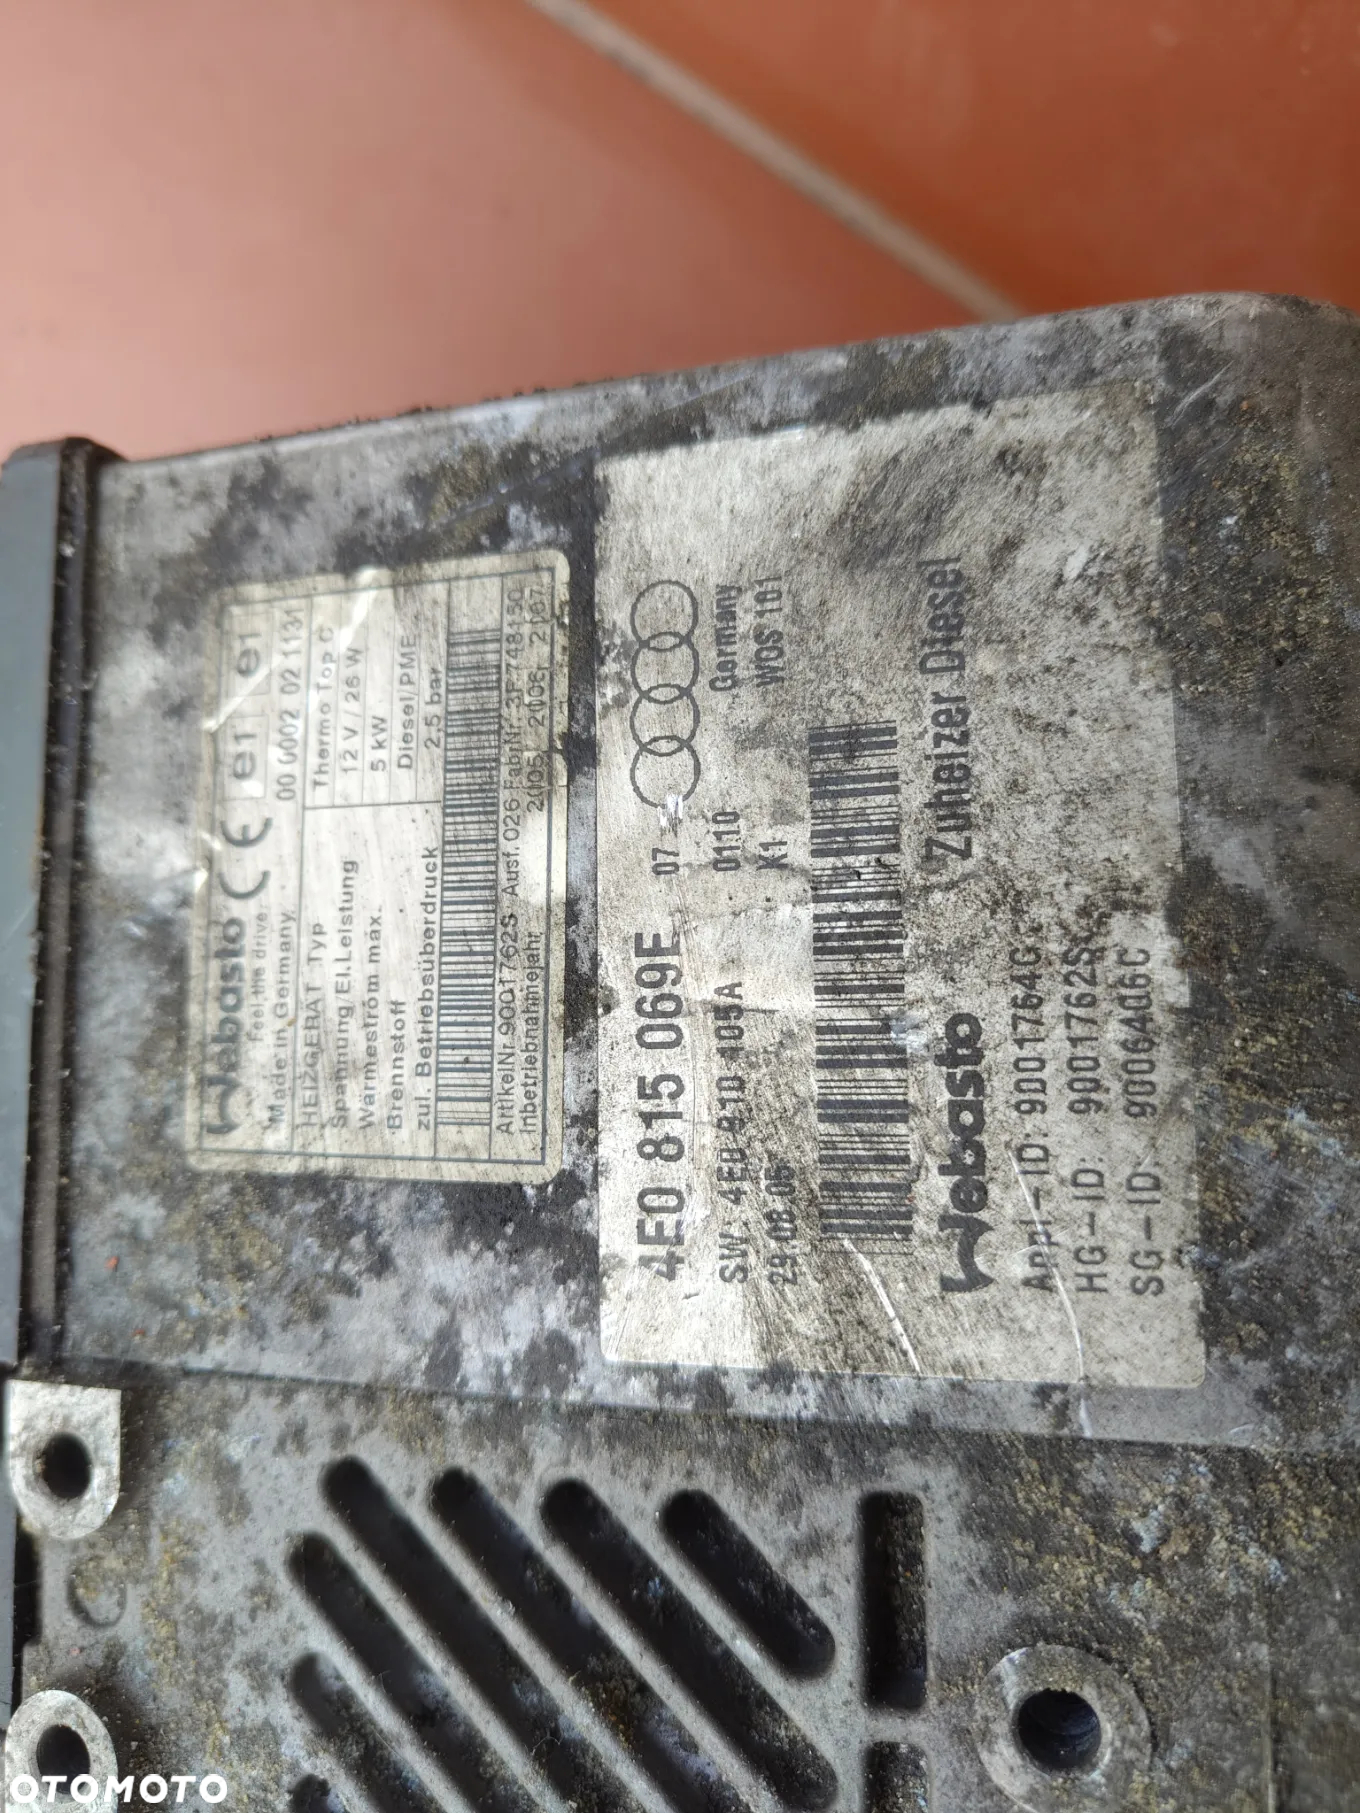 Webasto CE e1 e1
Feel the drive
Made in Germany 00 0002 02 1131
HEIZGERÄT Typ Thermo Top C
Spannung/El.Leistung 12 V / 26 W
Wärmestrom max. 5 kW
Brennstoff Diesel/PME
zul. Betriebsüberdruck 2.5 bar
ArtikelNr. 9001762S Ausf. 026 FabrNr. 3F748150
Inbetriebnahmejahr 2005 2006 2007
4E0 815 069E 07
SW: 4E0 910 105A 0110 Germany
29.08.05 X1 WOS 101
Webasto Zuheizer Diesel
Appl-ID: 9001764G
HG-ID: 9001762S
SG-ID: 9006406C
OTOMOTO